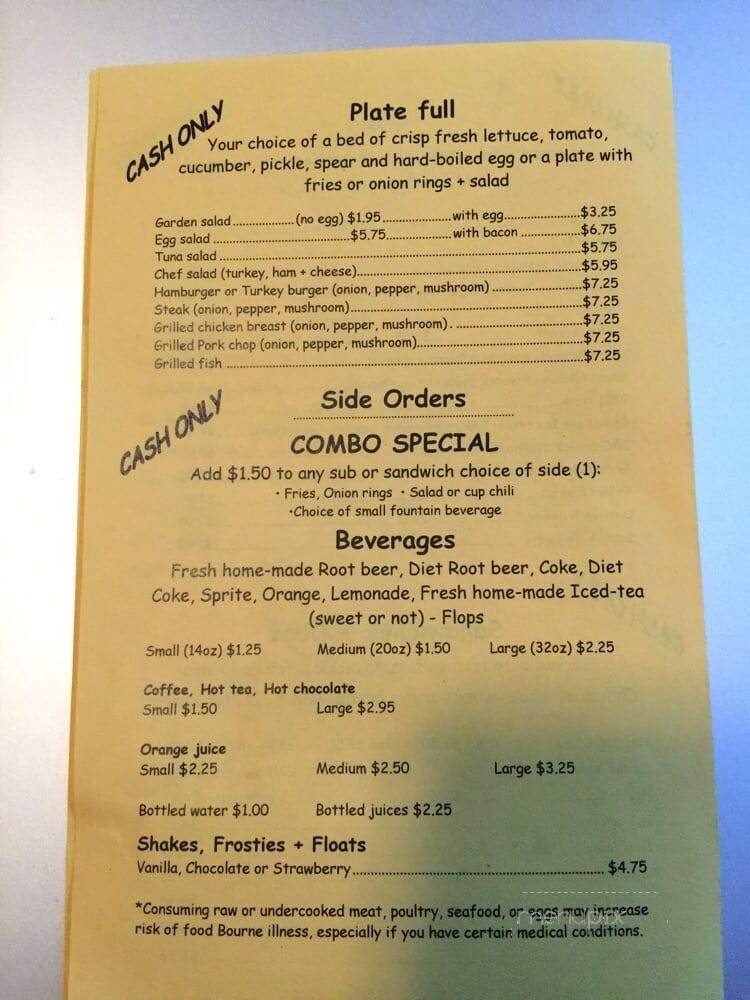 CASH ONLY
Plate full
Your choice of a bed of crisp fresh lettuce, tomato,
cucumber, pickle, spear and hard-boiled egg or a plate with
fries or onion rings + salad
Garden salad....................(no egg) $1.95......................with egg.........................$3.25
Egg salad .............................................$5.75.....................with bacon ...................$6.75
Tuna salad.......................................................................................................................$5.75
Chef salad (turkey, ham + cheese)..........................................................................$5.95
Hamburger or Turkey burger (onion, pepper, mushroom) .............................$7.25
Steak (onion, pepper, mushroom)............................................................................$7.25
Grilled chicken breast (onion, pepper, mushroom). .........................................$7.25
Grilled Pork chop (onion, pepper, mushroom)......................................................$7.25
Grilled fish .....................................................................................................................$7.25
CASH ONLY
Side Orders
COMBO SPECIAL
Add $1.50 to any sub or sandwich choice of side (1):
· Fries, Onion rings · Salad or cup chili
·Choice of small fountain beverage
Beverages
Fresh home-made Root beer, Diet Root beer, Coke, Diet
Coke, Sprite, Orange, Lemonade, Fresh home-made Iced-tea
(sweet or not) - Flops
Small (14oz) $1.25 Medium (20oz) $1.50 Large (32oz) $2.25
Coffee, Hot tea, Hot chocolate
Small $1.50 Large $2.95
Orange juice
Small $2.25 Medium $2.50 Large $3.25
Bottled water $1.00 Bottled juices $2.25
Shakes, Frosties + Floats
Vanilla, Chocolate or Strawberry.............................................................. $4.75
*Consuming raw or undercooked meat, poultry, seafood, or eggs may increase
risk of food Bourne illness, especially if you have certain medical conditions.
menupix